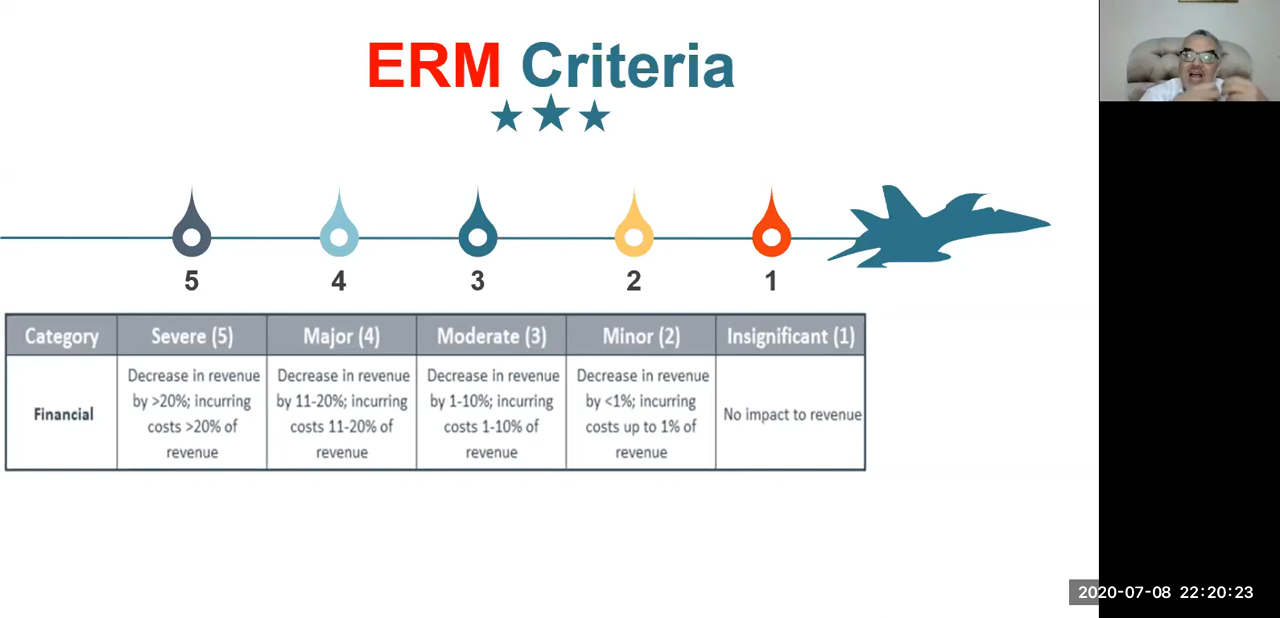 ERM Criteria
5 4 3 2 1
Category Severe (5) Major (4) Moderate (3) Minor (2) Insignificant (1)
Financial
Decrease in revenue
by >20%; incurring
costs >20% of
revenue
Decrease in revenue
by 11-20%; incurring
costs 11-20% of
revenue
Decrease in revenue
by 1-10%; incurring
costs 1-10% of
revenue
Decrease in revenue
by <1%; incurring
costs up to 1% of
revenue
No impact to revenue
2020-07-08 22:20:23